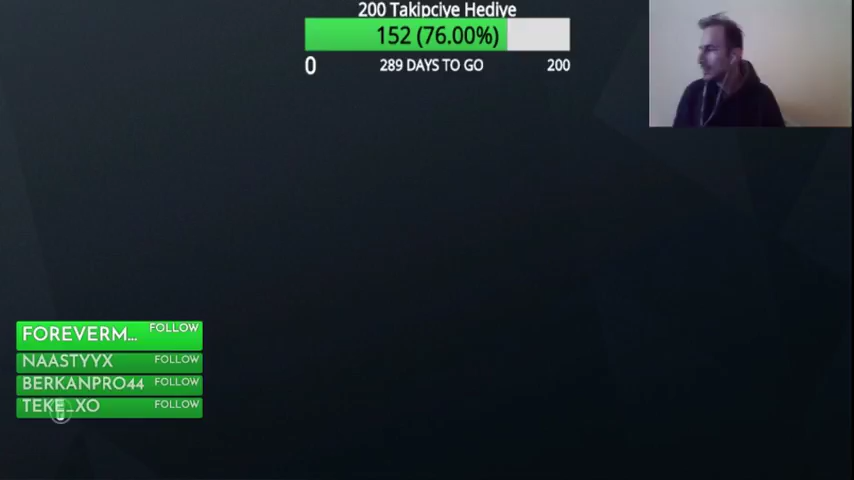 200 Takipciye Hediye
152 (76.00%)
0 289 DAYS TO GO 200
FOREVERM... FOLLOW
NAASTYYX FOLLOW
BERKANPRO44 FOLLOW
TEKE_XO FOLLOW